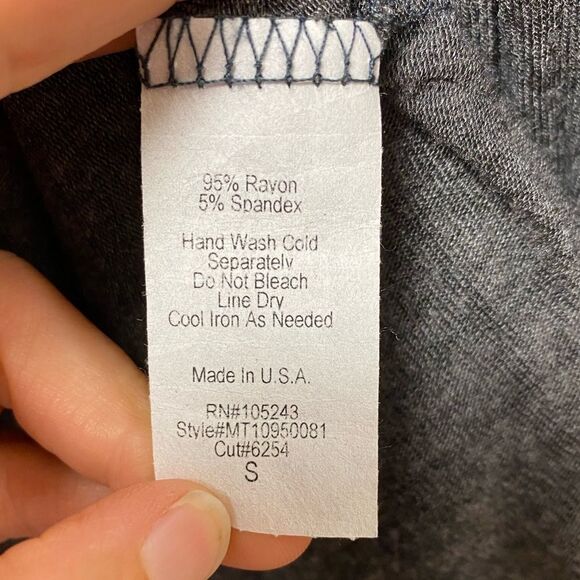 95% Rayon
5% Spandex
Hand Wash Cold
Separately
Do Not Bleach
Line Dry
Cool Iron As Needed
Made in U.S.A.
RN#105243
Style#MT10950081
Cut#6254
S